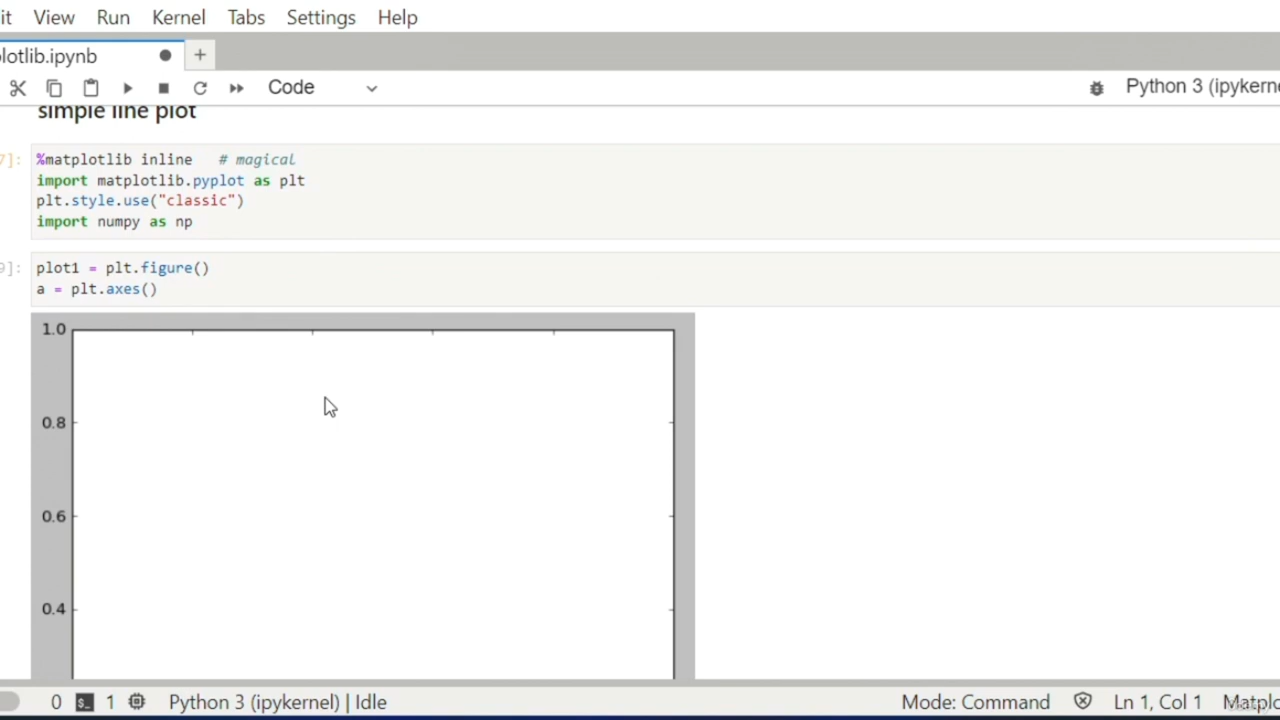 it View Run Kernel Tabs Settings Help
plotlib.ipynb
Code Python 3 (ipykerne
simple line plot
7]: %matplotlib inline # magical
import matplotlib.pyplot as plt
plt.style.use("classic")
import numpy as np
9]: plot1 = plt.figure()
a = plt.axes()
1.0
0.8
0.6
0.4
0 1 Python 3 (ipykernel) | Idle Mode: Command Ln 1, Col 1 Matplo